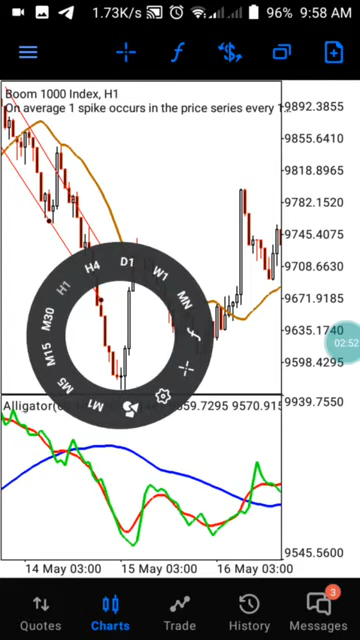 1.73K/s 96% 9:58 AM
f $
Boom 1000 Index, H1
On average 1 spike occurs in the price series every 1
9892.3855
9855.6410
9818.8965
9782.1520
9745.4075
9708.6630
9671.9185
9635.1740
9598.4295
02:52
D1
W1
MN
f
M1
M5
M15
M30
H1
H4
Alligator( 659.7295 9570.915
9939.7550
9545.5600
14 May 03:00 15 May 03:00 16 May 03:00
3
Quotes Charts Trade History Messages